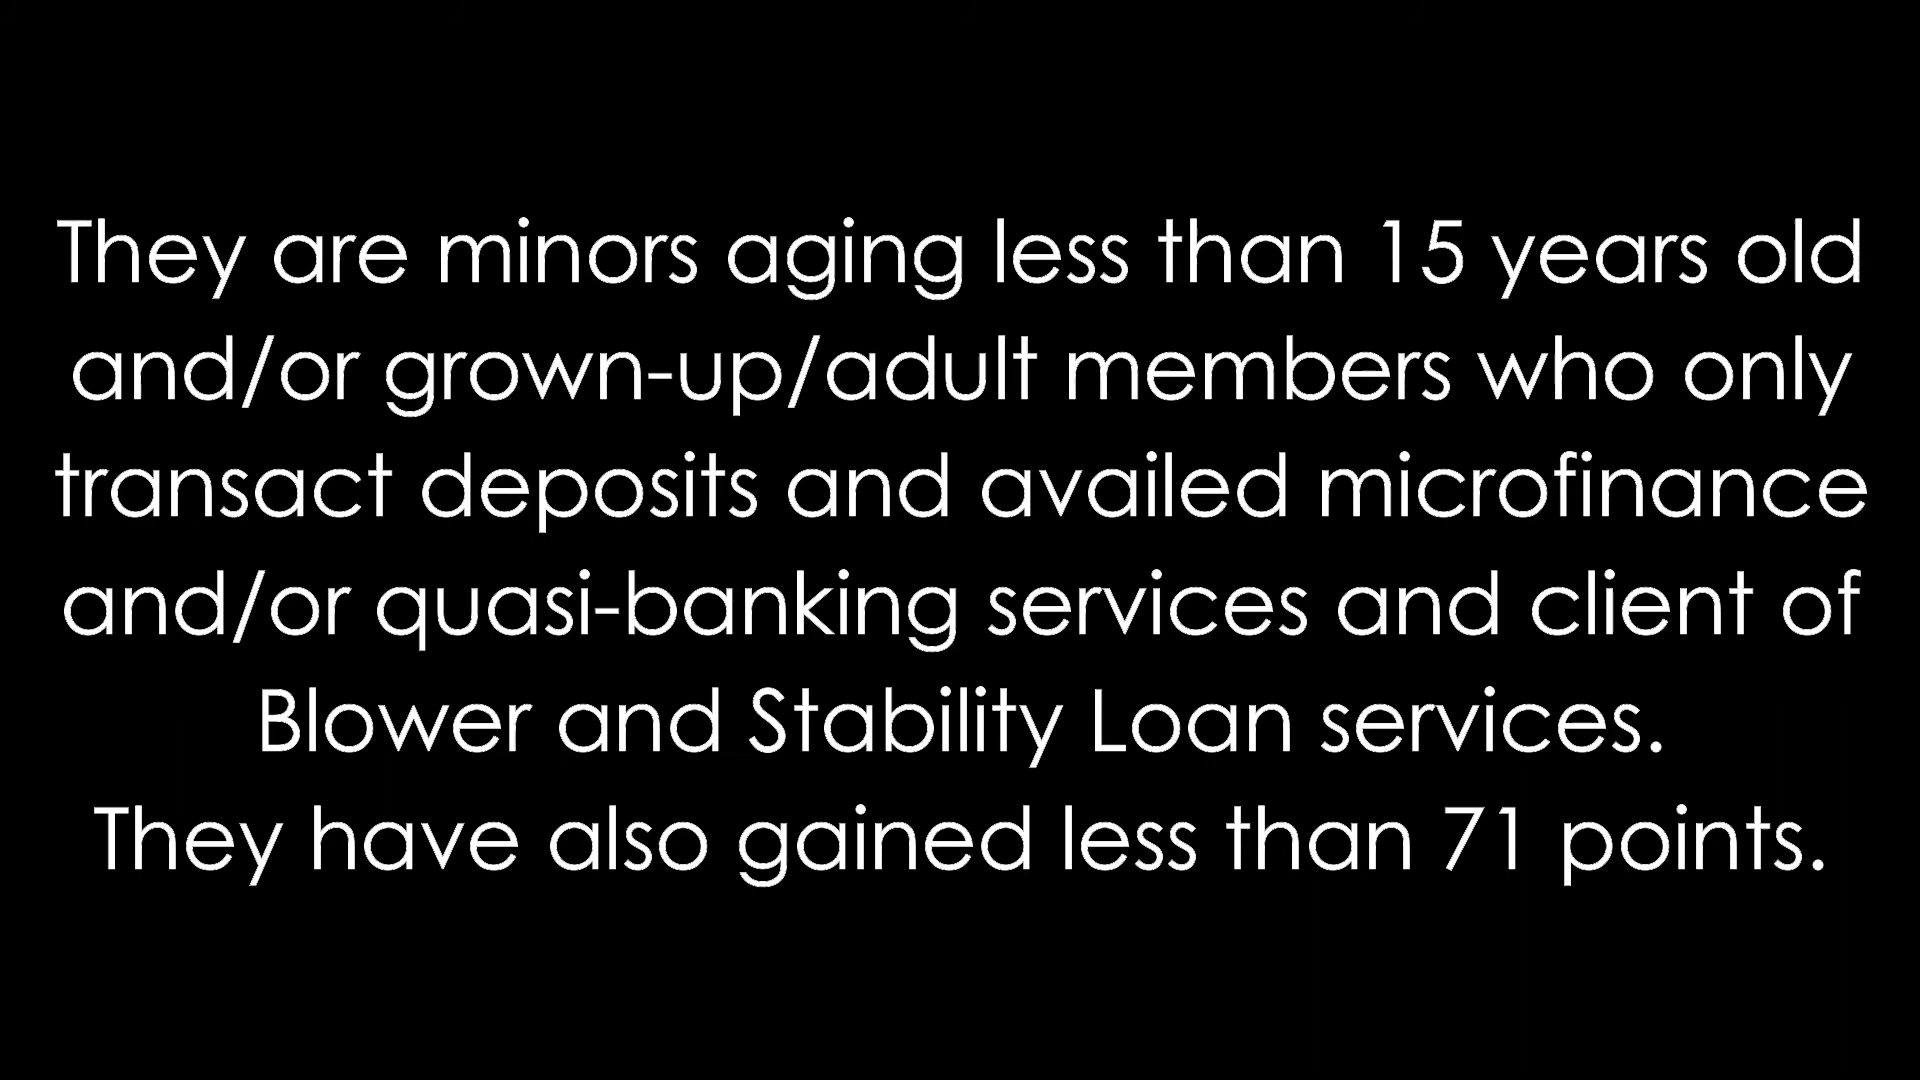 They are minors aging less than 15 years old
and/or grown-up/adult members who only
transact deposits and availed microfinance
and/or quasi-banking services and client of
Blower and Stability Loan services.
They have also gained less than 71 points.